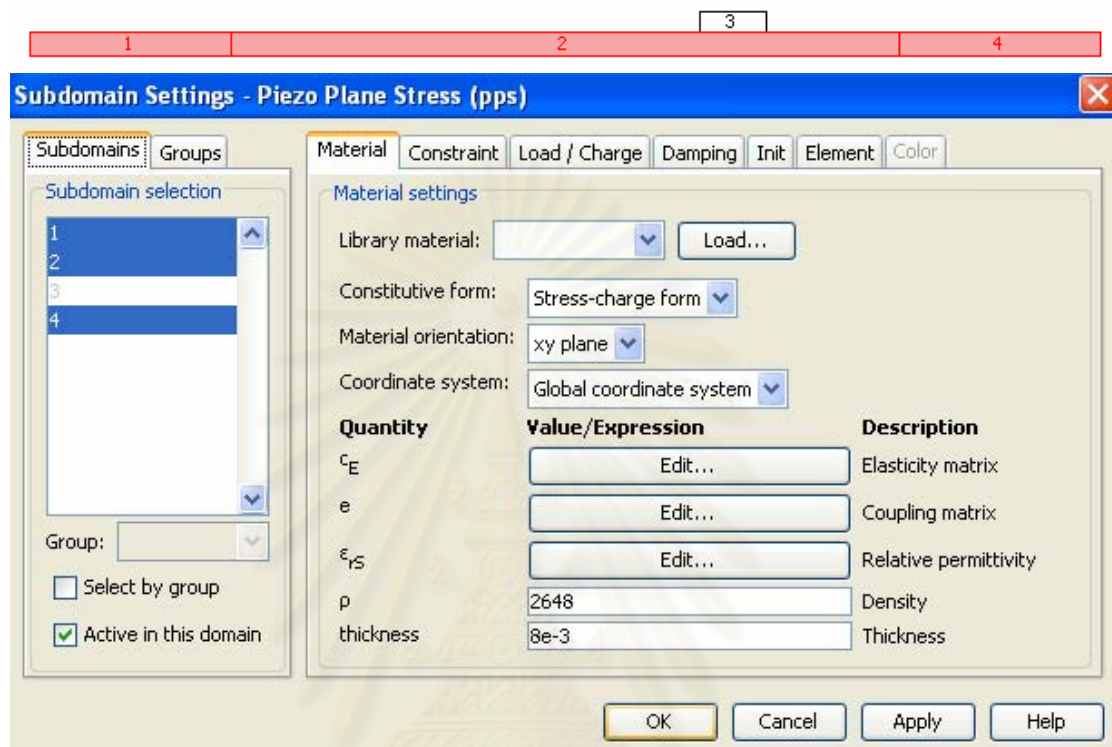 3
1 2 4
Subdomain Settings - Piezo Plane Stress (pps)
Subdomains Groups
Material Constraint Load / Charge Damping Init Element Color
Subdomain selection
1
2
3
4
Group:
Select by group
Active in this domain
Material settings
Library material: Load...
Constitutive form: Stress-charge form
Material orientation: xy plane
Coordinate system: Global coordinate system
Quantity Value/Expression Description
cE Edit... Elasticity matrix
e Edit... Coupling matrix
εrS Edit... Relative permittivity
ρ 2648 Density
thickness 8e-3 Thickness
OK Cancel Apply Help